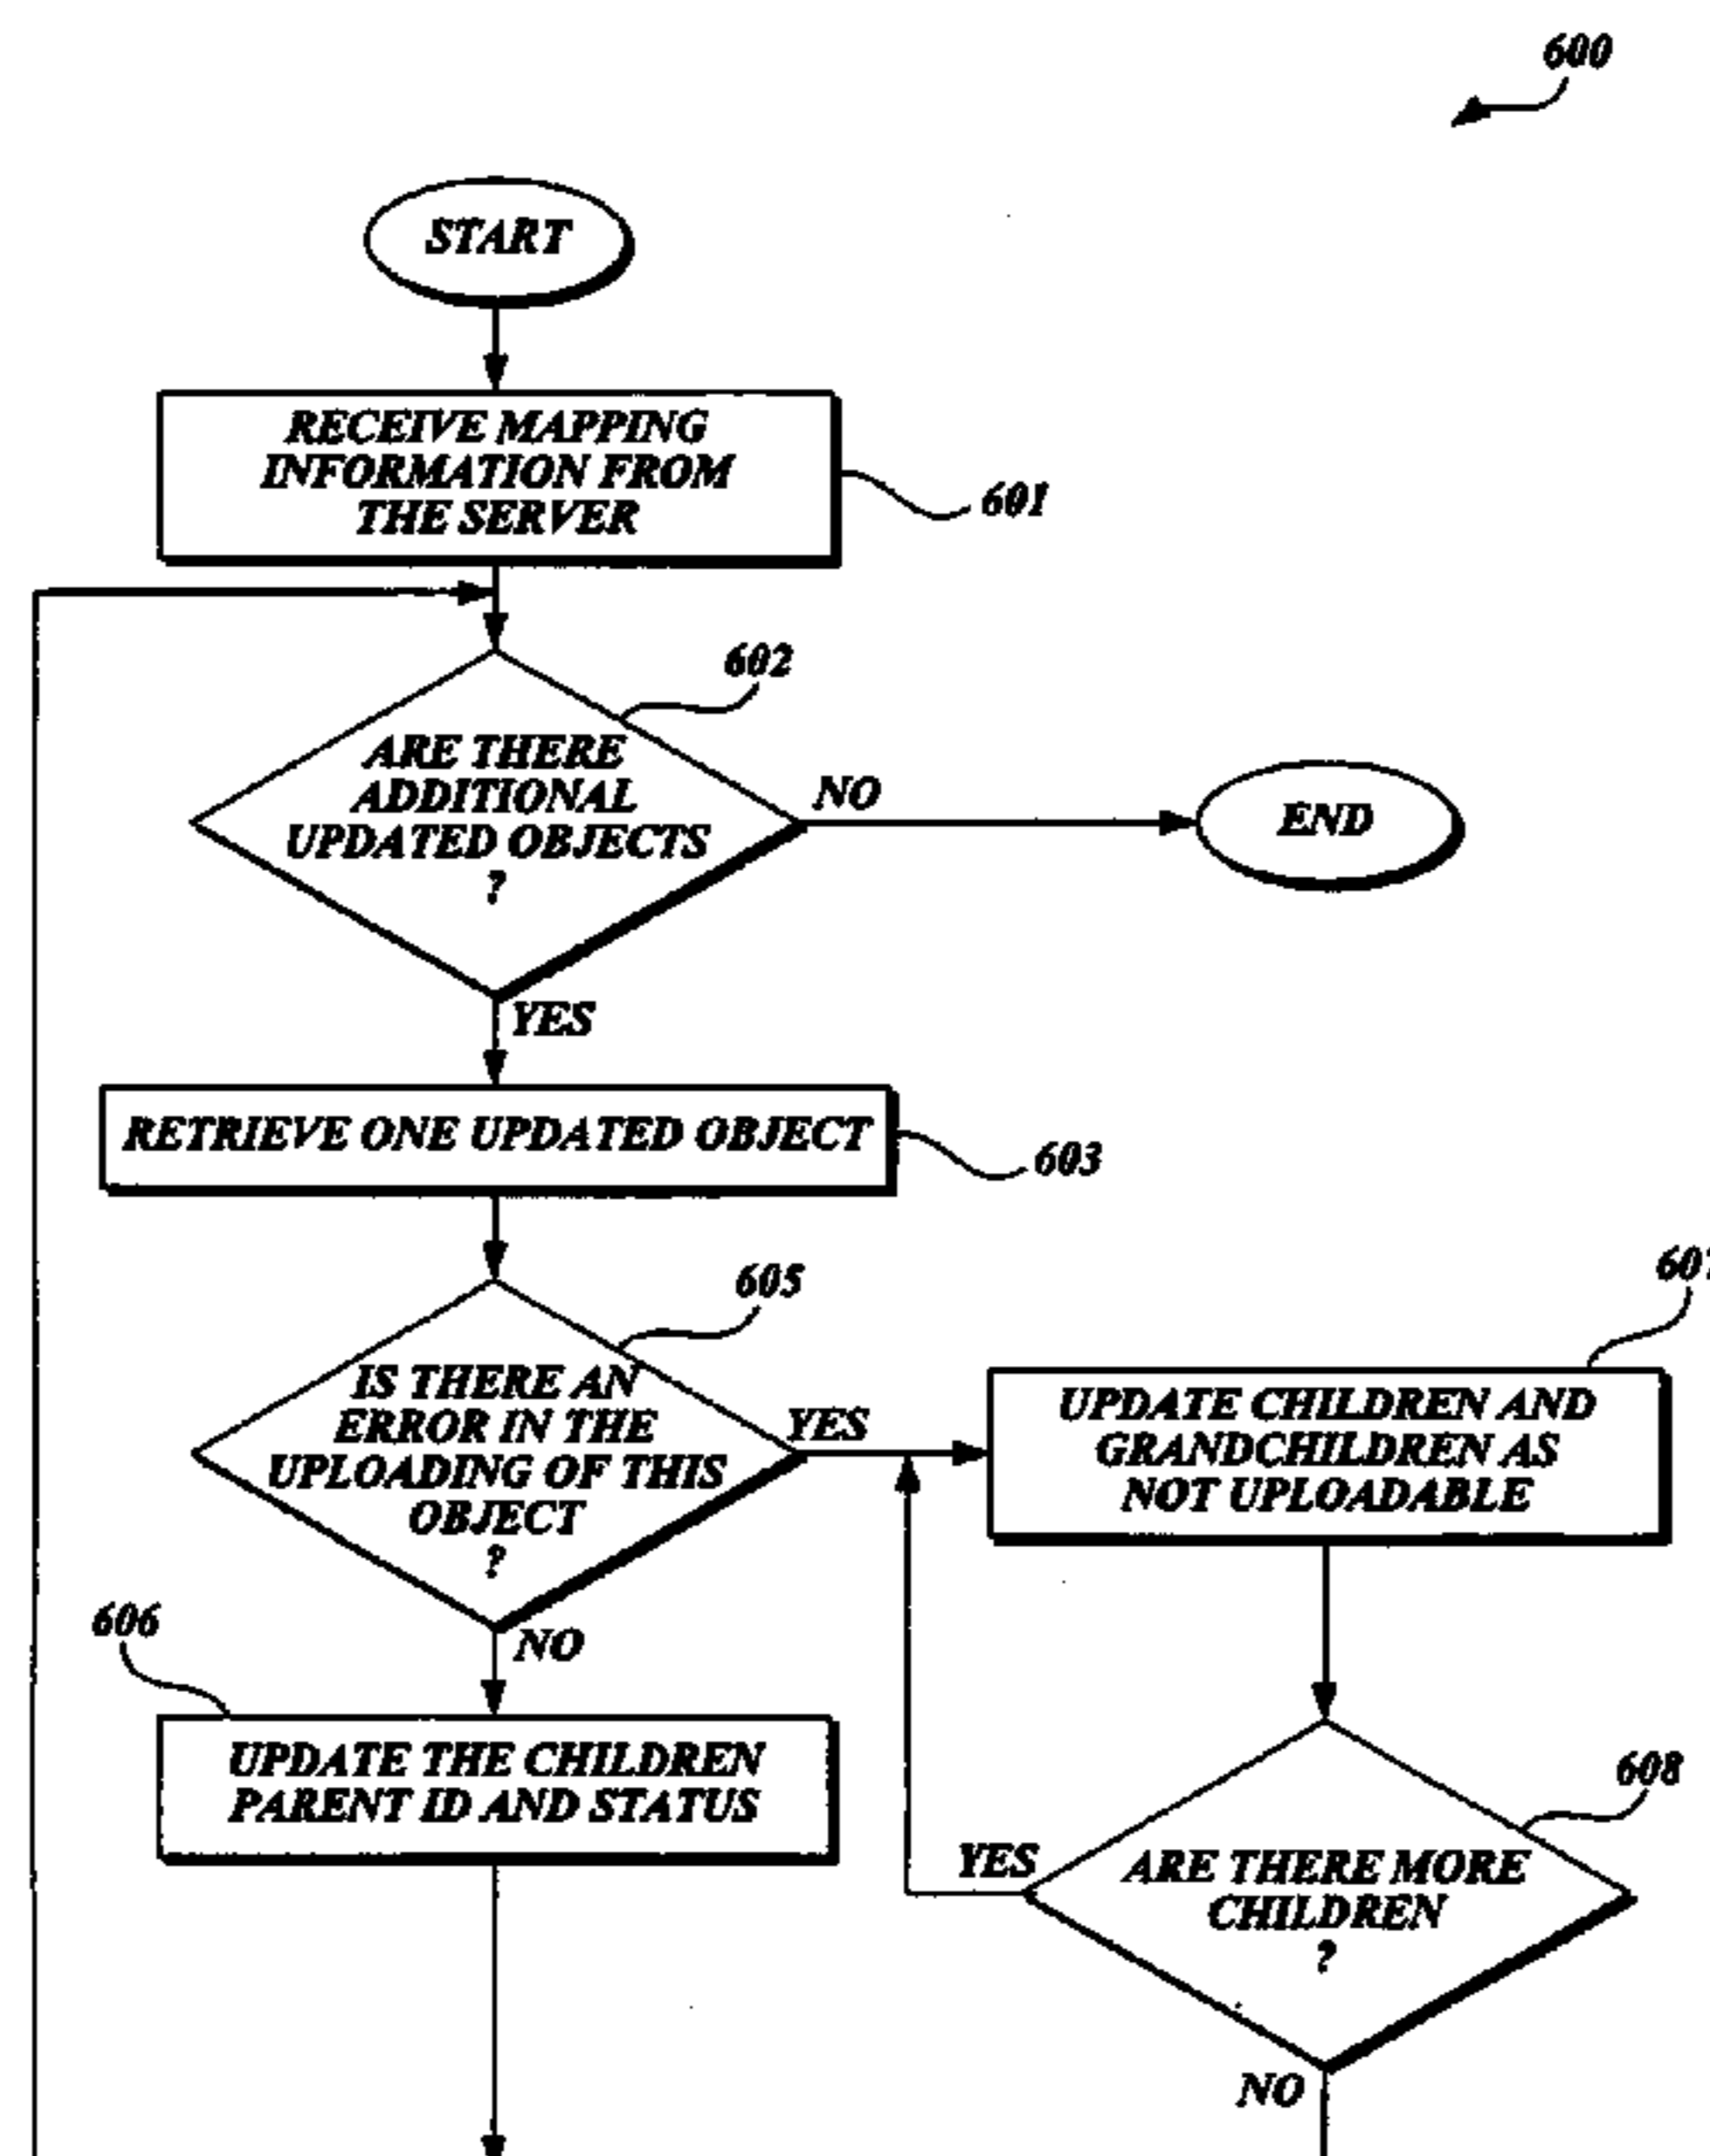 600
START
RECEIVE MAPPING
INFORMATION FROM
THE SERVER
601
602
ARE THERE
ADDITIONAL
UPDATED OBJECTS
?
NO
END
YES
RETRIEVE ONE UPDATED OBJECT
603
605
IS THERE AN
ERROR IN THE
UPLOADING OF THIS
OBJECT
?
YES
NO
607
UPDATE CHILDREN AND
GRANDCHILDREN AS
NOT UPLOADABLE
606
UPDATE THE CHILDREN
PARENT ID AND STATUS
608
ARE THERE MORE
CHILDREN
?
YES
NO